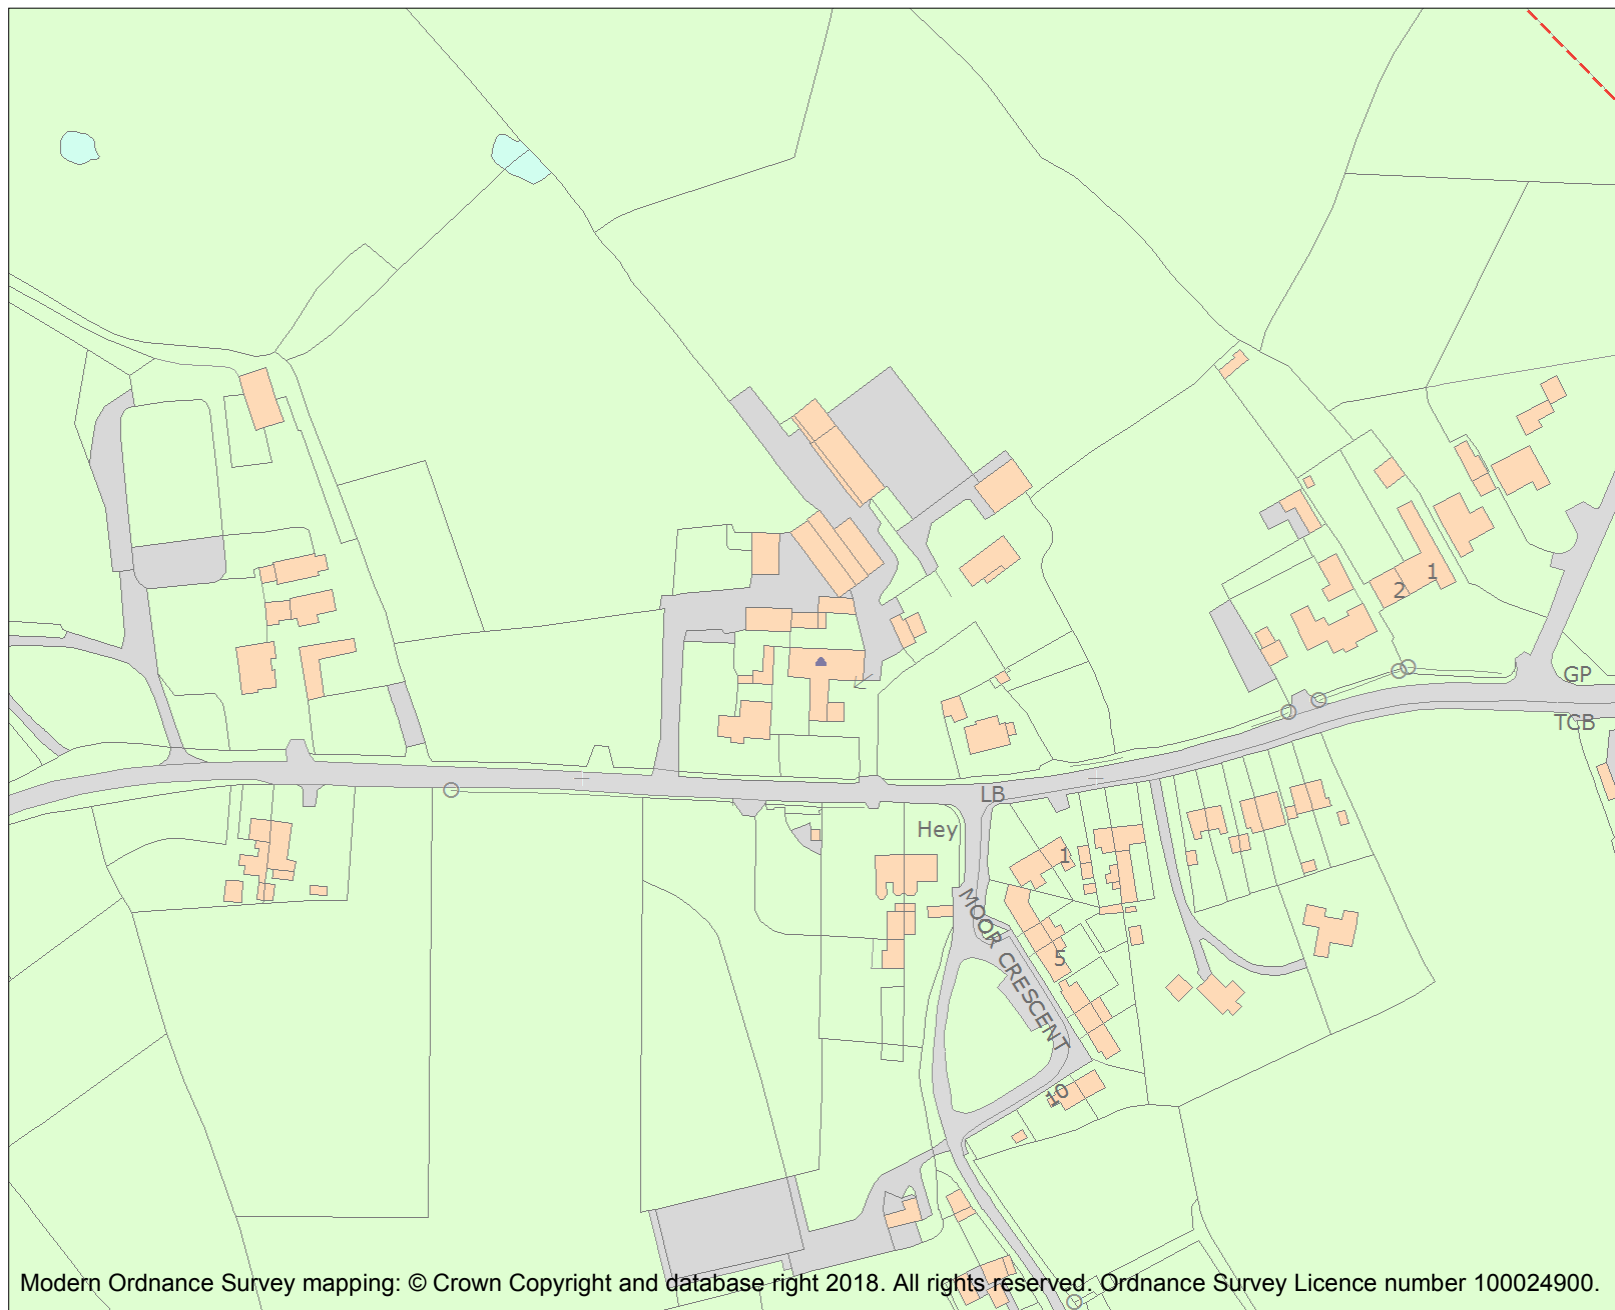 1
2
GP
TCB
LB
Hey
1
MOOR CRESCENT
5
10
Modern Ordnance Survey mapping: © Crown Copyright and database right 2018. All rights reserved. Ordnance Survey Licence number 100024900.